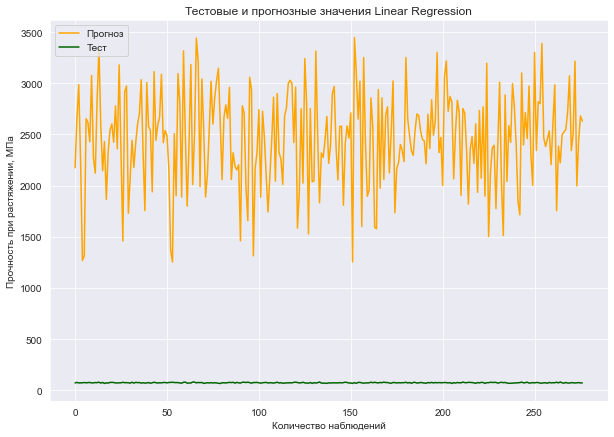 Тестовые и прогнозные значения Linear Regression
Прогноз
Тест
Прочность при растяжении, МПа
3500
3000
2500
2000
1500
1000
500
0
0 50 100 150 200 250
Количество наблюдений